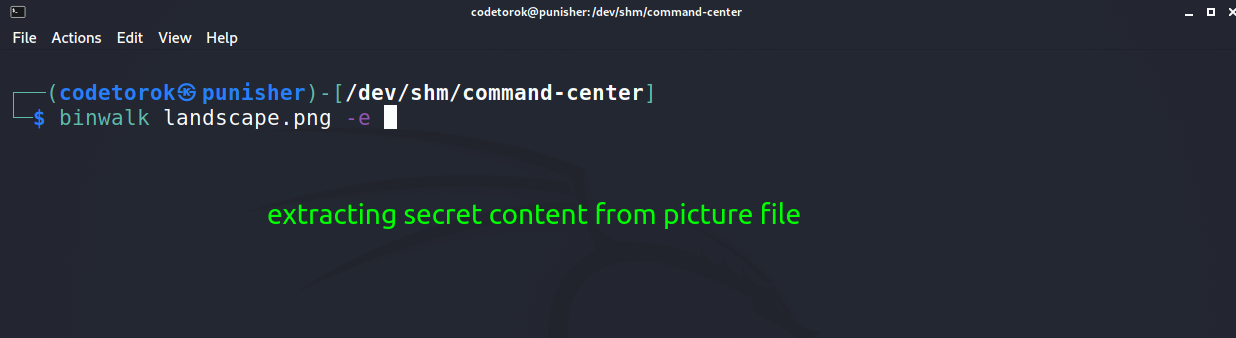 codetorok@punisher:/dev/shm/command-center
File Actions Edit View Help
┌──(codetorok㉿punisher)-[/dev/shm/command-center]
└─$ binwalk landscape.png -e
extracting secret content from picture file